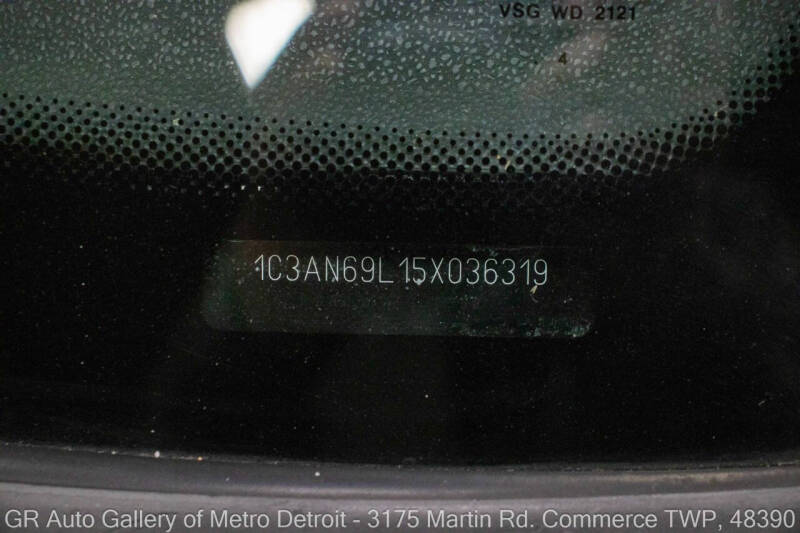 VSG WD 2121
4
1C3AN69L15X036319
GR Auto Gallery of Metro Detroit - 3175 Martin Rd. Commerce TWP, 48390